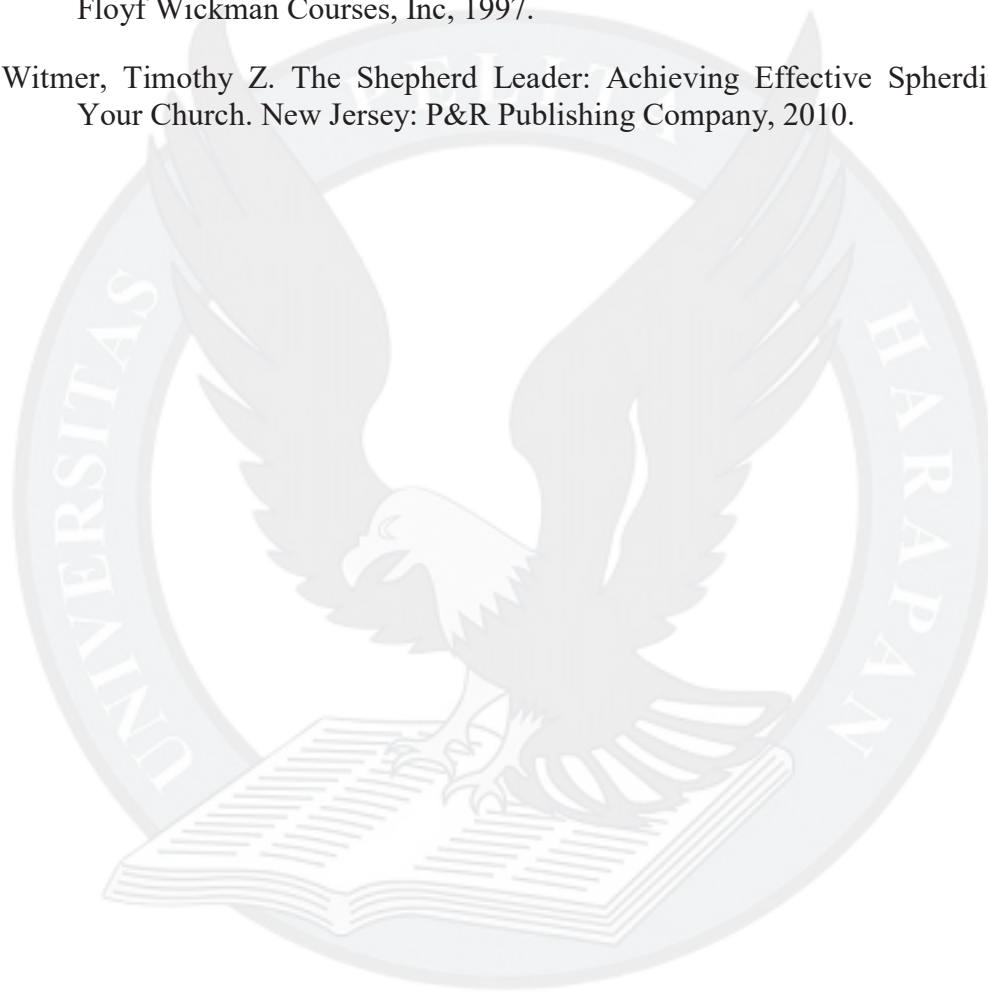 Floyf Wickman Courses, Inc, 1997.
Witmer, Timothy Z. The Shepherd Leader: Achieving Effective Spherdi
Your Church. New Jersey: P&R Publishing Company, 2010.
UNIVERSITAS PELITA HARAPAN